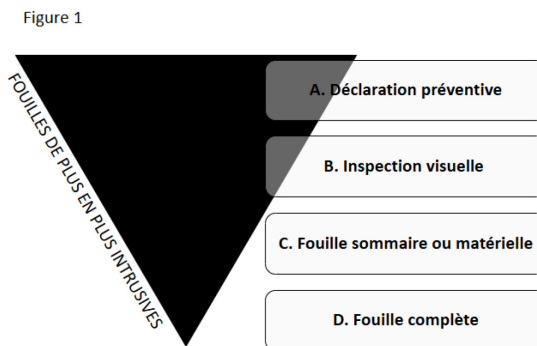 Figure 1
FOUILLES DE PLUS EN PLUS INTRUSIVES
A. Déclaration préventive
B. Inspection visuelle
C. Fouille sommaire ou matérielle
D. Fouille complète